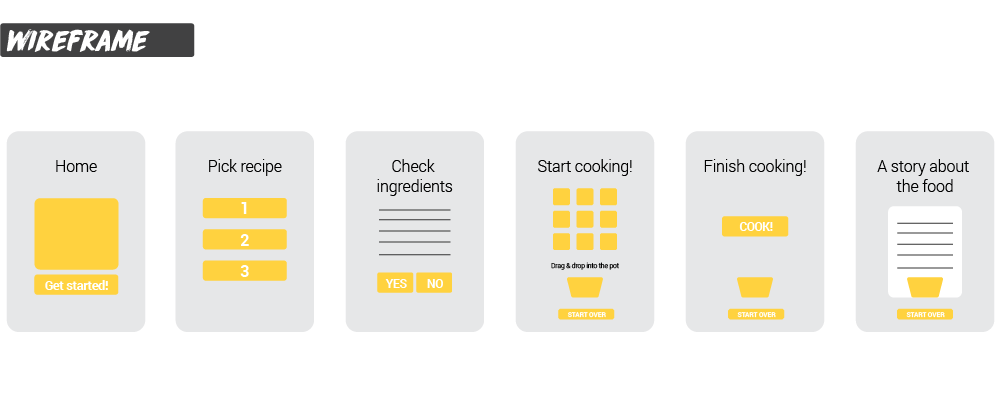 WIREFRAME
Home
Get started!
Pick recipe
1
2
3
Check
ingredients
YES NO
Start cooking!
Drag & drop into the pot
START OVER
Finish cooking!
COOK!
START OVER
A story about
the food
START OVER